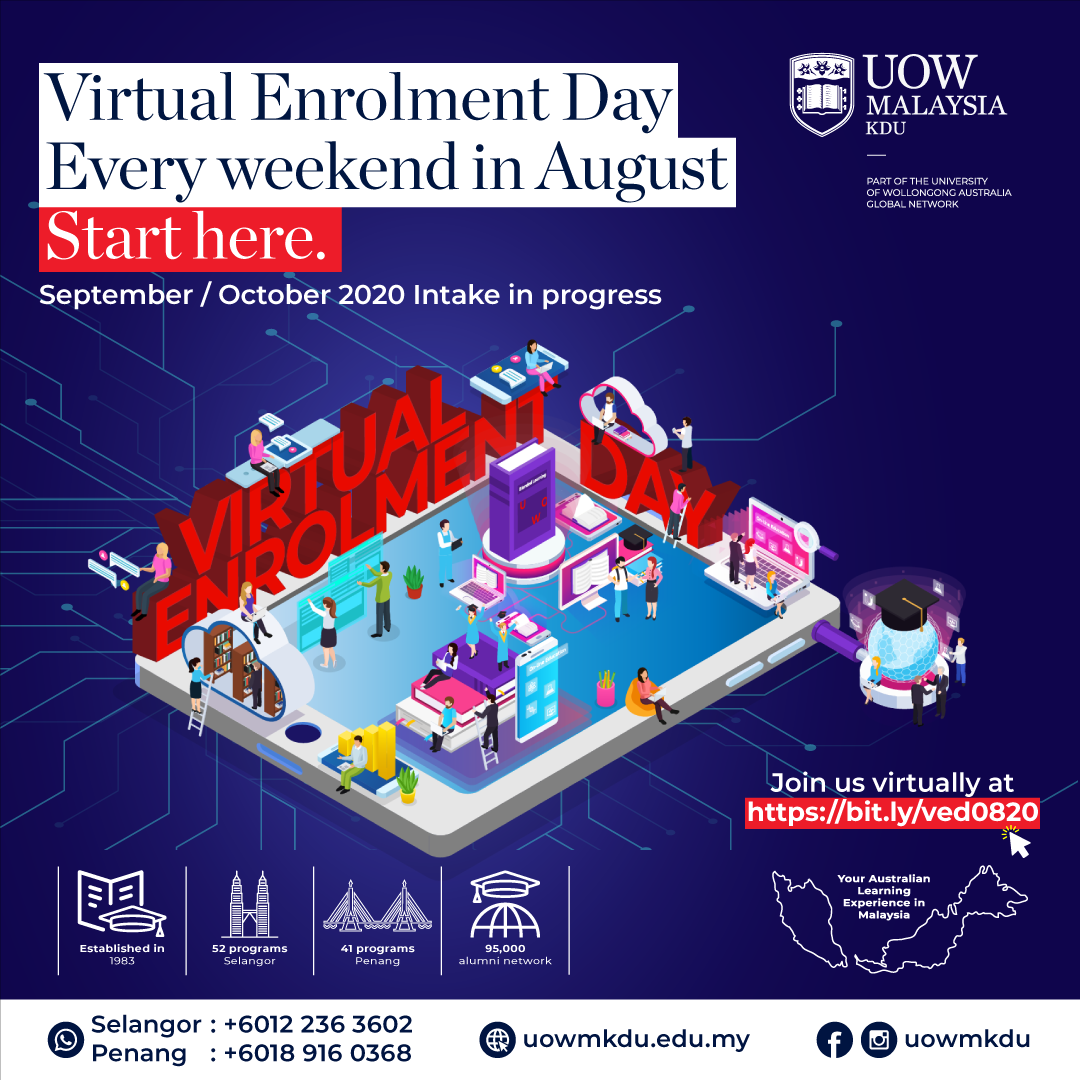 Virtual Enrolment Day
Every weekend in August
Start here.
September / October 2020 Intake in progress
UOW
MALAYSIA
KDU
PART OF THE UNIVERSITY
OF WOLLONGONG AUSTRALIA
GLOBAL NETWORK
VIRTUAL
ENROLMENT
DAY
U O
W
Join us virtually at
https://bit.ly/ved0820
Your Australian
Learning
Experience in
Malaysia
Established in
1983
52 programs
Selangor
41 programs
Penang
95,000
alumni network
Selangor : +6012 236 3602
Penang : +6018 916 0368
uowmkdu.edu.my
uowmkdu